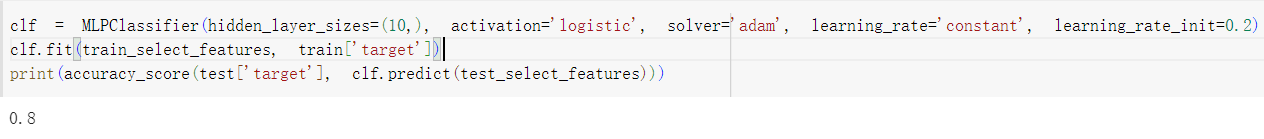 clf = MLPClassifier(hidden_layer_sizes=(10,), activation='logistic', solver='adam', learning_rate='constant', learning_rate_init=0.2)
clf.fit(train_select_features, train['target'])
print(accuracy_score(test['target'], clf.predict(test_select_features)))
0.8